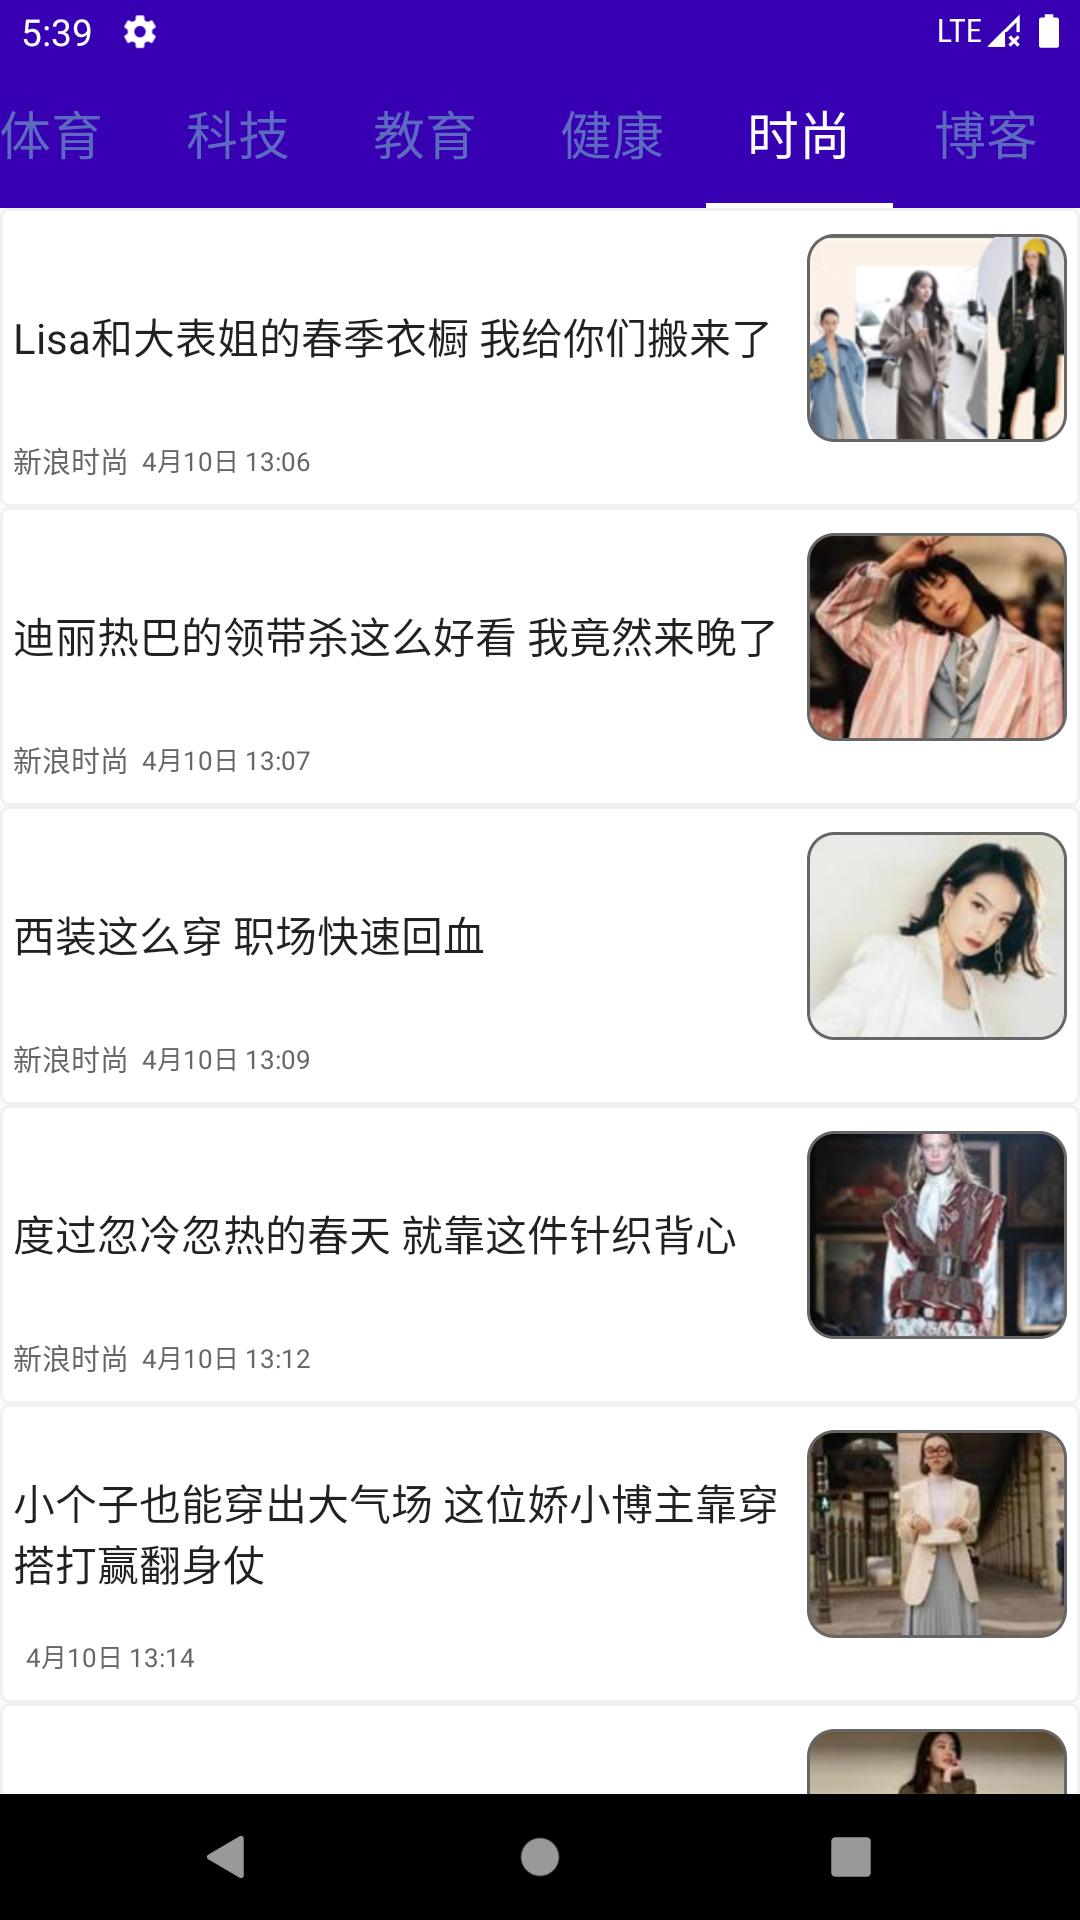 5:39
LTE
体育 科技 教育 健康 时尚 博客
Lisa和大表姐的春季衣橱 我给你们搬来了
新浪时尚 4月10日 13:06
迪丽热巴的领带杀这么好看 我竟然来晚了
新浪时尚 4月10日 13:07
西装这么穿 职场快速回血
新浪时尚 4月10日 13:09
度过忽冷忽热的春天 就靠这件针织背心
新浪时尚 4月10日 13:12
小个子也能穿出大气场 这位娇小博主靠穿
搭打赢翻身仗
4月10日 13:14